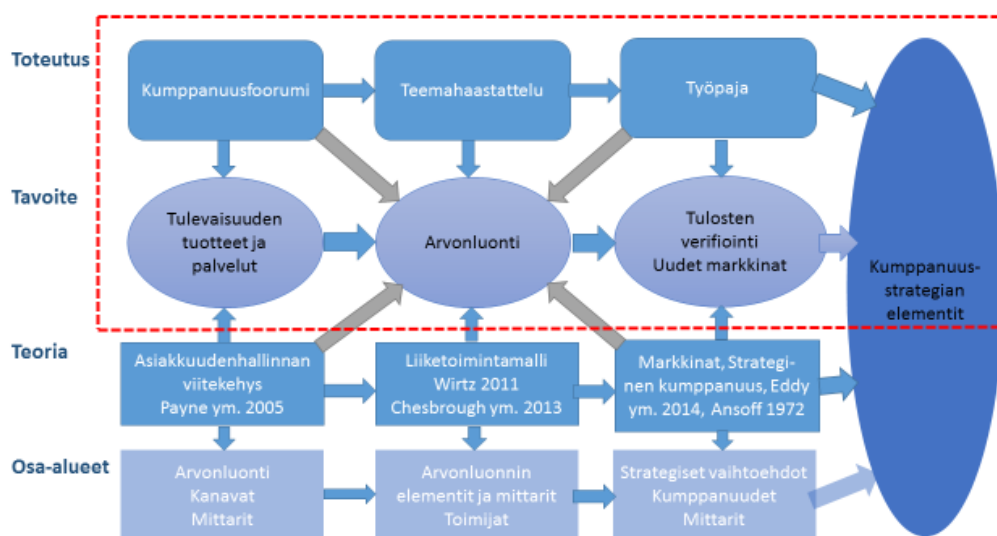 Toteutus
Kumppanuusfoorumi
Teemahaastattelu
Työpaja
Tavoite
Tulevaisuuden
tuotteet ja
palvelut
Arvonluonti
Tulosten
verifiointi
Uudet markkinat
Kumppanuus-
strategian
elementit
Teoria
Asiakkuudenhallinnan
viitekehys
Payne ym. 2005
Liiketoimintamalli
Wirtz 2011
Chesbrough ym. 2013
Markkinat, Strategi-
nen kumppanuus, Eddy
ym. 2014, Ansoff 1972
Osa-alueet
Arvonluonti
Kanavat
Mittarit
Arvonluonnin
elementit ja mittarit
Toimijat
Strategiset vaihtoehdot
Kumppanuudet
Mittarit